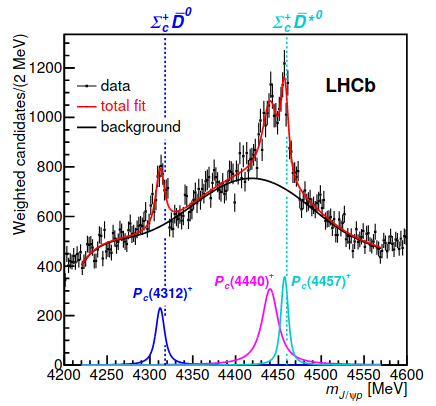 Σc+ D̄0 Σc+ D̄*0
Weighted candidates/(2 MeV)
1200
1000
800
600
400
200
0
LHCb
data
total fit
background
Pc(4312)+
Pc(4440)+ Pc(4457)+
4200 4250 4300 4350 4400 4450 4500 4550 4600
mJ/ψp [MeV]